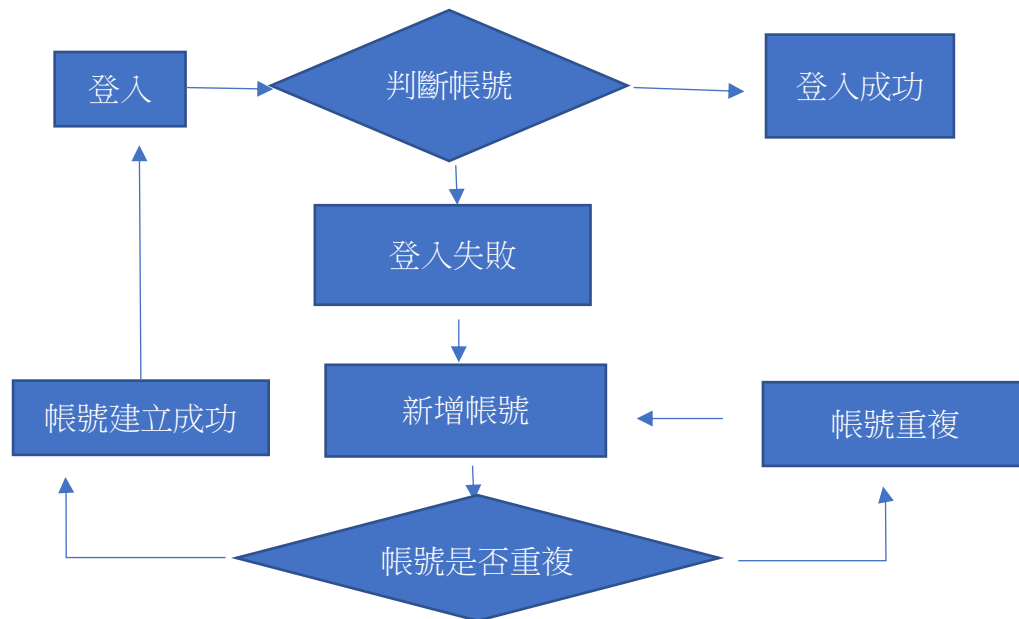 登入
判斷帳號
登入成功
登入失敗
新增帳號
帳號建立成功
帳號重複
帳號是否重複